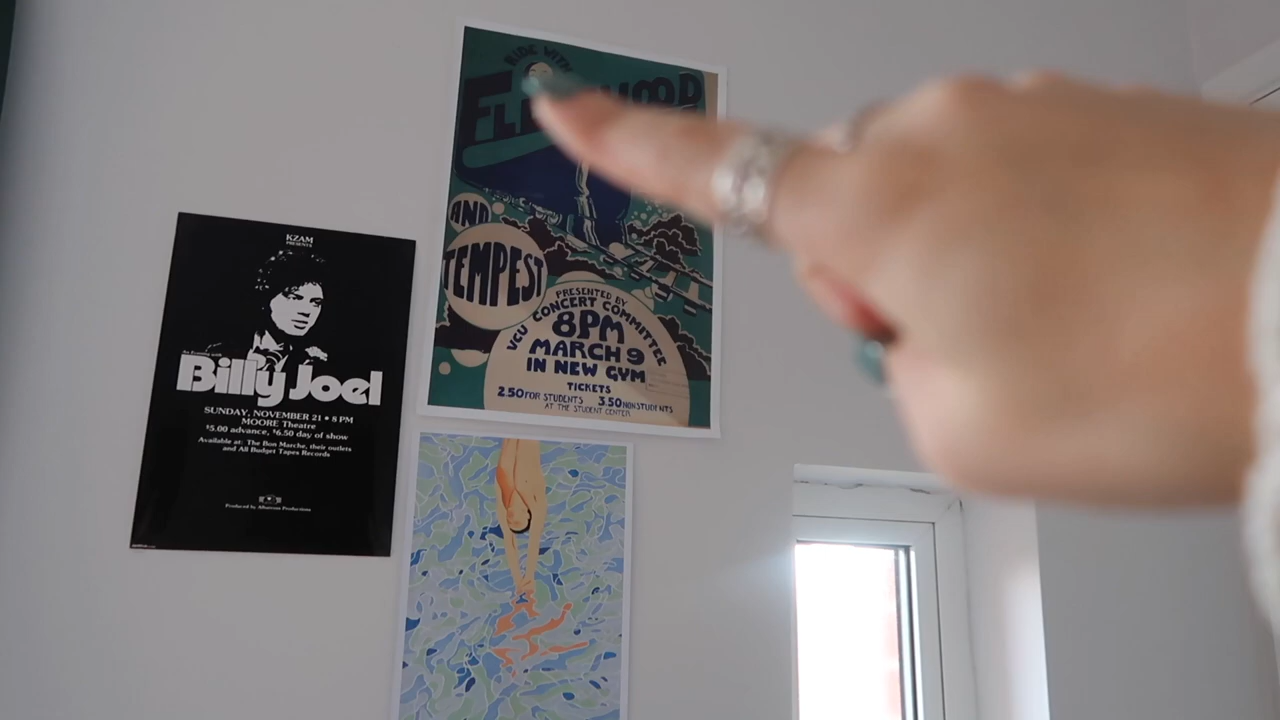 KZAM
PRESENTS
An Evening with
Billy Joel
SUNDAY, NOVEMBER 21 • 8 PM
MOORE Theatre
$5.00 advance, $6.50 day of show
Available at: The Bon Marche, their outlets
and All Budget Tapes Records
Produced by Albatross Productions
RIDE WITH
AND
TEMPEST
PRESENTED BY
VCU CONCERT COMMITTEE
8PM
MARCH 9
IN NEW GYM
TICKETS
2.50 FOR STUDENTS 3.50 NONSTUDENTS
AT THE STUDENT CENTER